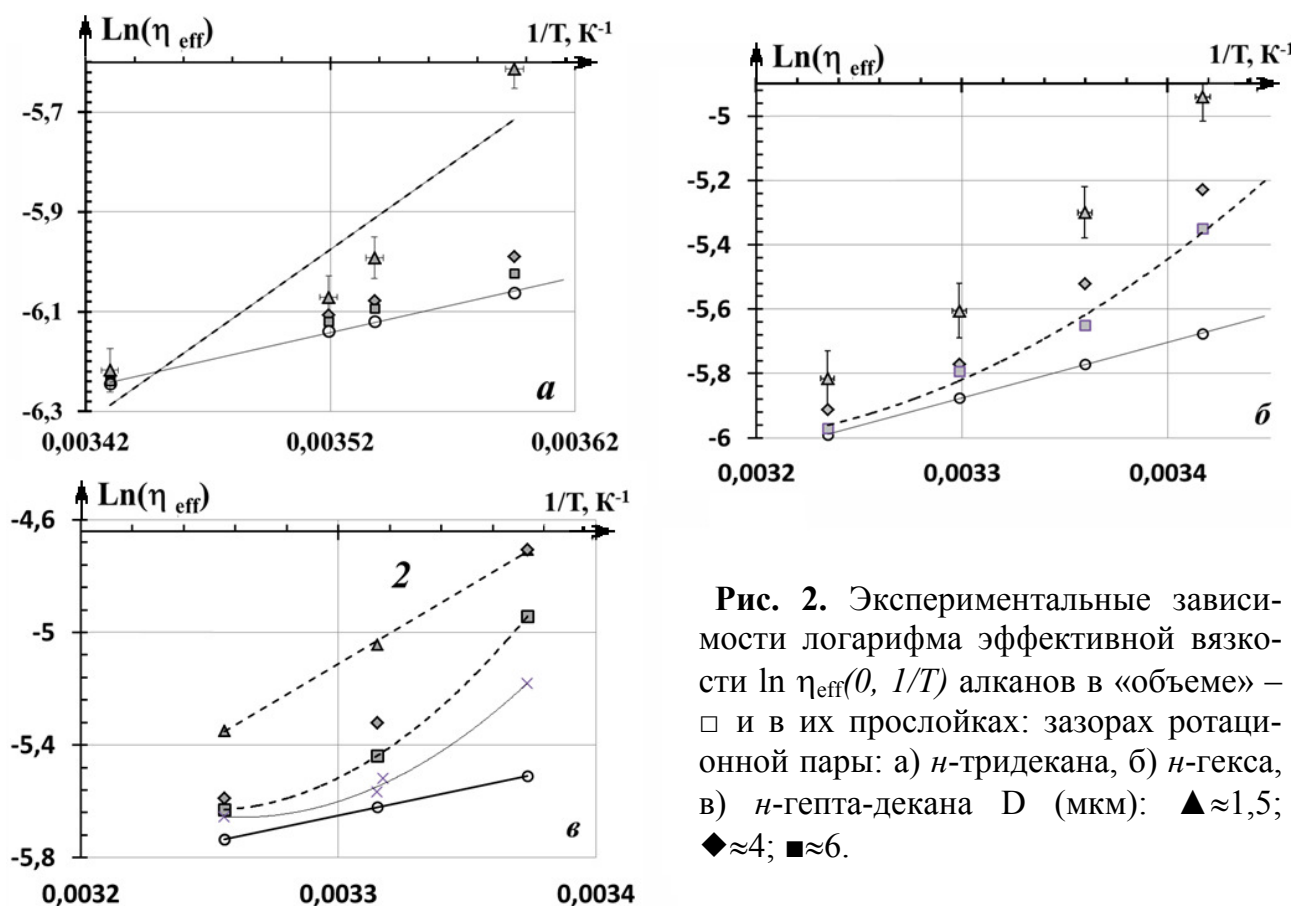 Ln(η eff)
1/T, К⁻¹
-5,7
-5,9
-6,1
-6,3
0,00342
0,00352
0,00362
а
Ln(η eff)
1/T, К⁻¹
-5
-5,2
-5,4
-5,6
-5,8
-6
0,0032
0,0033
0,0034
б
Ln(η eff)
1/T, К⁻¹
-4,6
-5
-5,4
-5,8
0,0032
0,0033
0,0034
2
в
Рис. 2. Экспериментальные зависи-
мости логарифма эффективной вязко-
сти ln ηeff(0, 1/T) алканов в «объеме» –
□ и в их прослойках: зазорах ротаци-
онной пары: а) н-тридекана, б) н-гекса,
в) н-гепта-декана D (мкм): ▲≈1,5;
◆≈4; ■≈6.